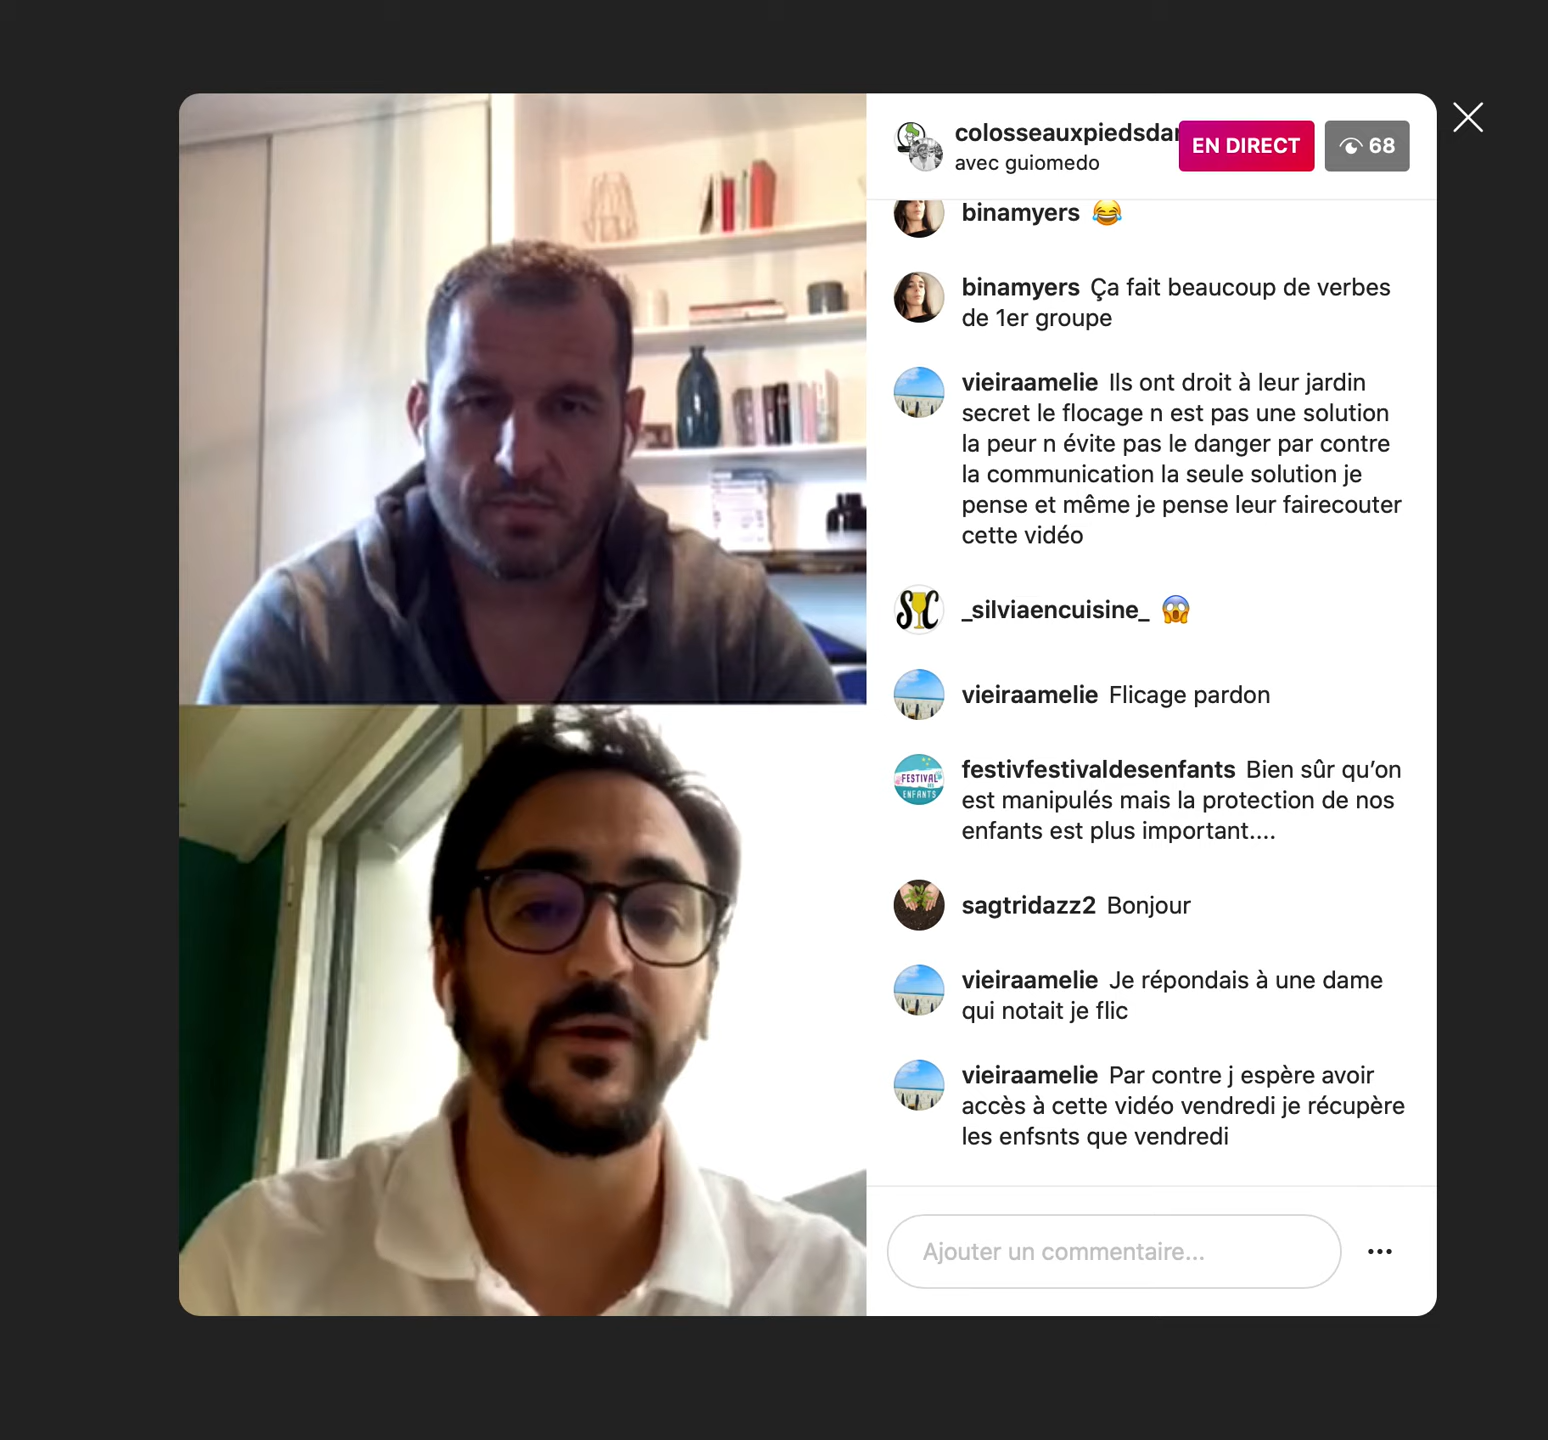 colosseauxpiedsdar
avec guiomedo
EN DIRECT
68
binamyers 😂
binamyers Ça fait beaucoup de verbes
de 1er groupe
vieiraamelie Ils ont droit à leur jardin
secret le flocage n est pas une solution
la peur n évite pas le danger par contre
la communication la seule solution je
pense et même je pense leur fairecouter
cette vidéo
SC
_silviaencuisine_ 😱
vieiraamelie Flicage pardon
FESTIVAL
DES
ENFANTS
festivfestivaldesenfants Bien sûr qu’on
est manipulés mais la protection de nos
enfants est plus important....
sagtridazz2 Bonjour
vieiraamelie Je répondais à une dame
qui notait je flic
vieiraamelie Par contre j espère avoir
accès à cette vidéo vendredi je récupère
les enfsnts que vendredi
Ajouter un commentaire...